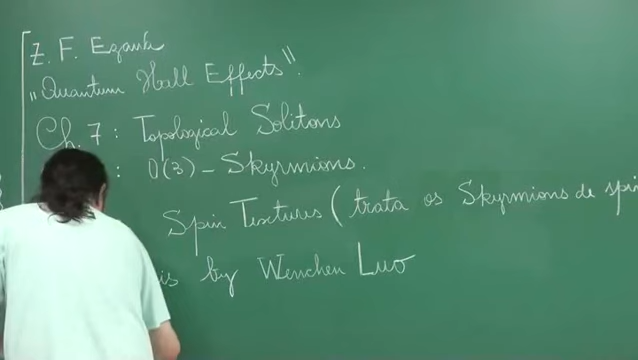 Z. F. Ezawa
"Quantum Hall Effects".
Ch. 7: Topological Solitons
: O(3) - Skyrmions.
Spin Textures (trata os Skyrmions de spin
is by Wenchen Luo